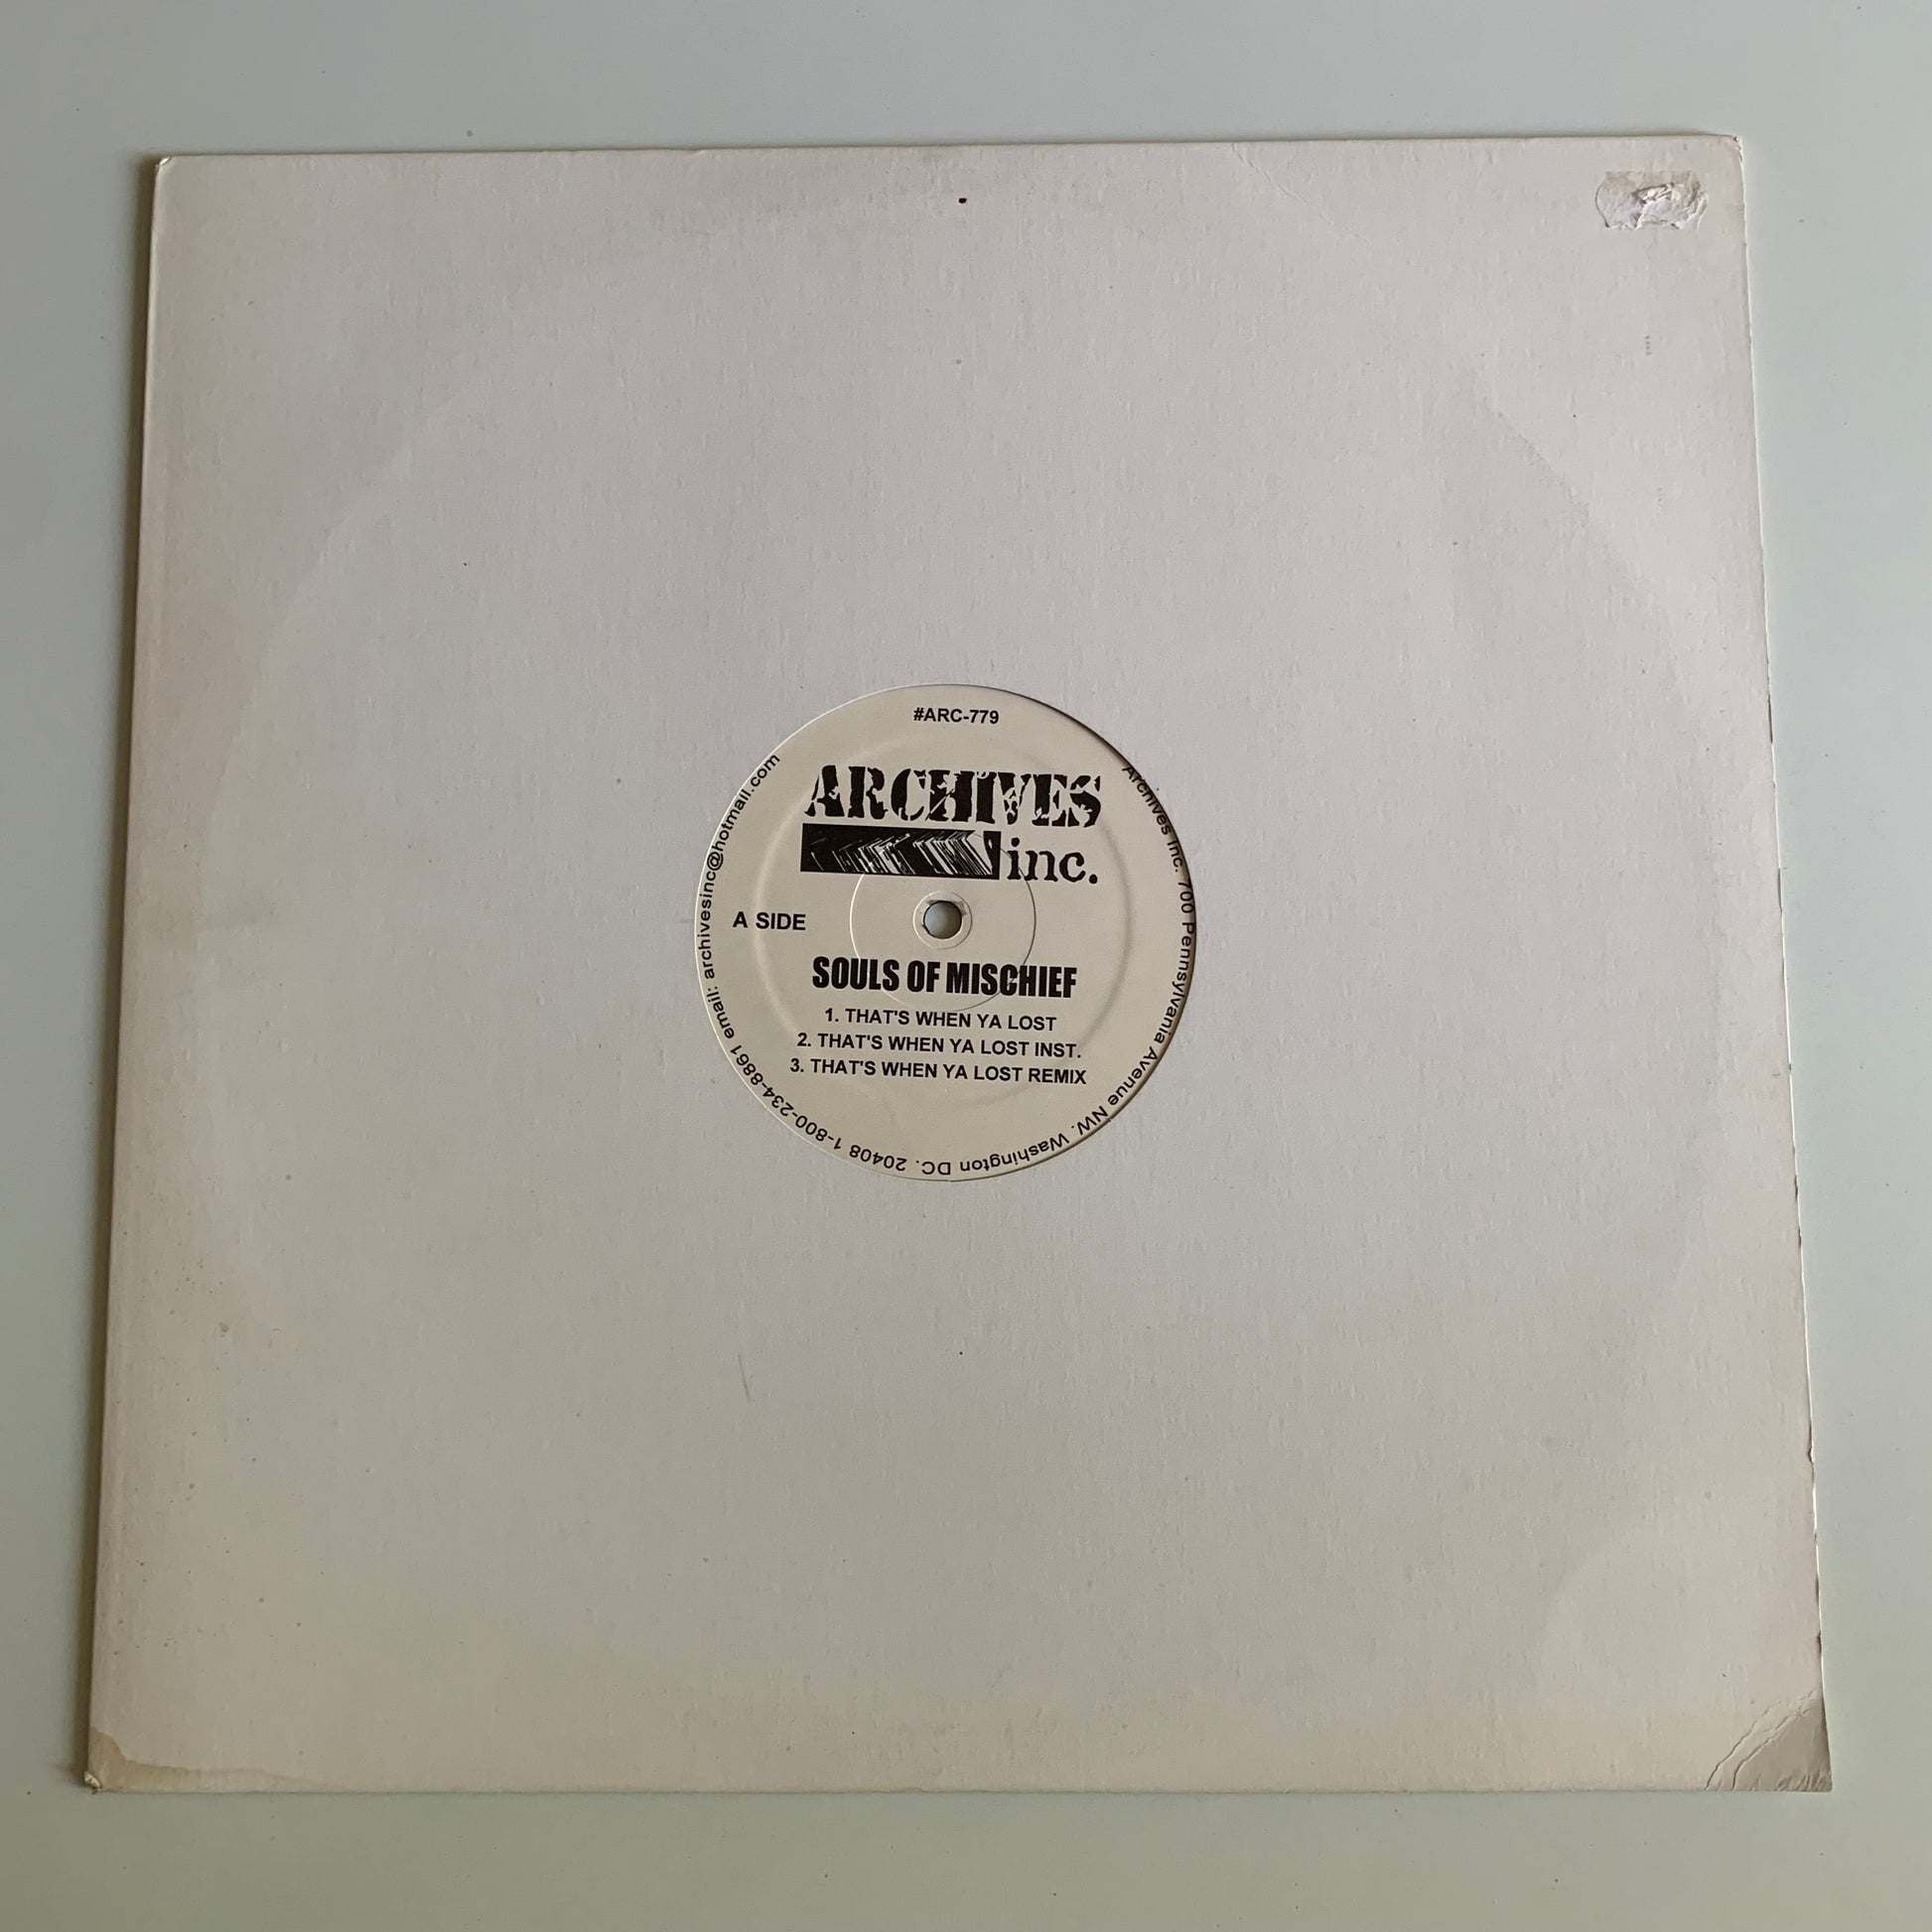 #ARC-779
ARCHIVES
inc.
A SIDE
SOULS OF MISCHIEF
1. THAT'S WHEN YA LOST
2. THAT'S WHEN YA LOST INST.
3. THAT'S WHEN YA LOST REMIX
Archives Inc. 700 Pennsylvania Avenue NW. Washington DC. 20408 1-800-234-8861 email: archivesinc@hotmail.com